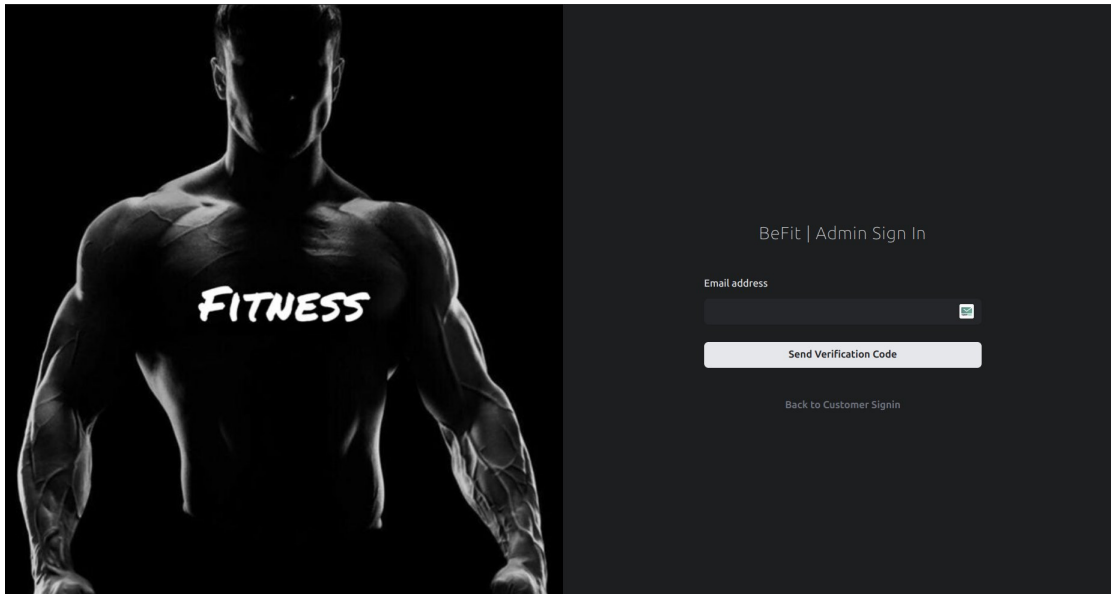 FITNESS
BeFit | Admin Sign In
Email address
Send Verification Code
Back to Customer Signin